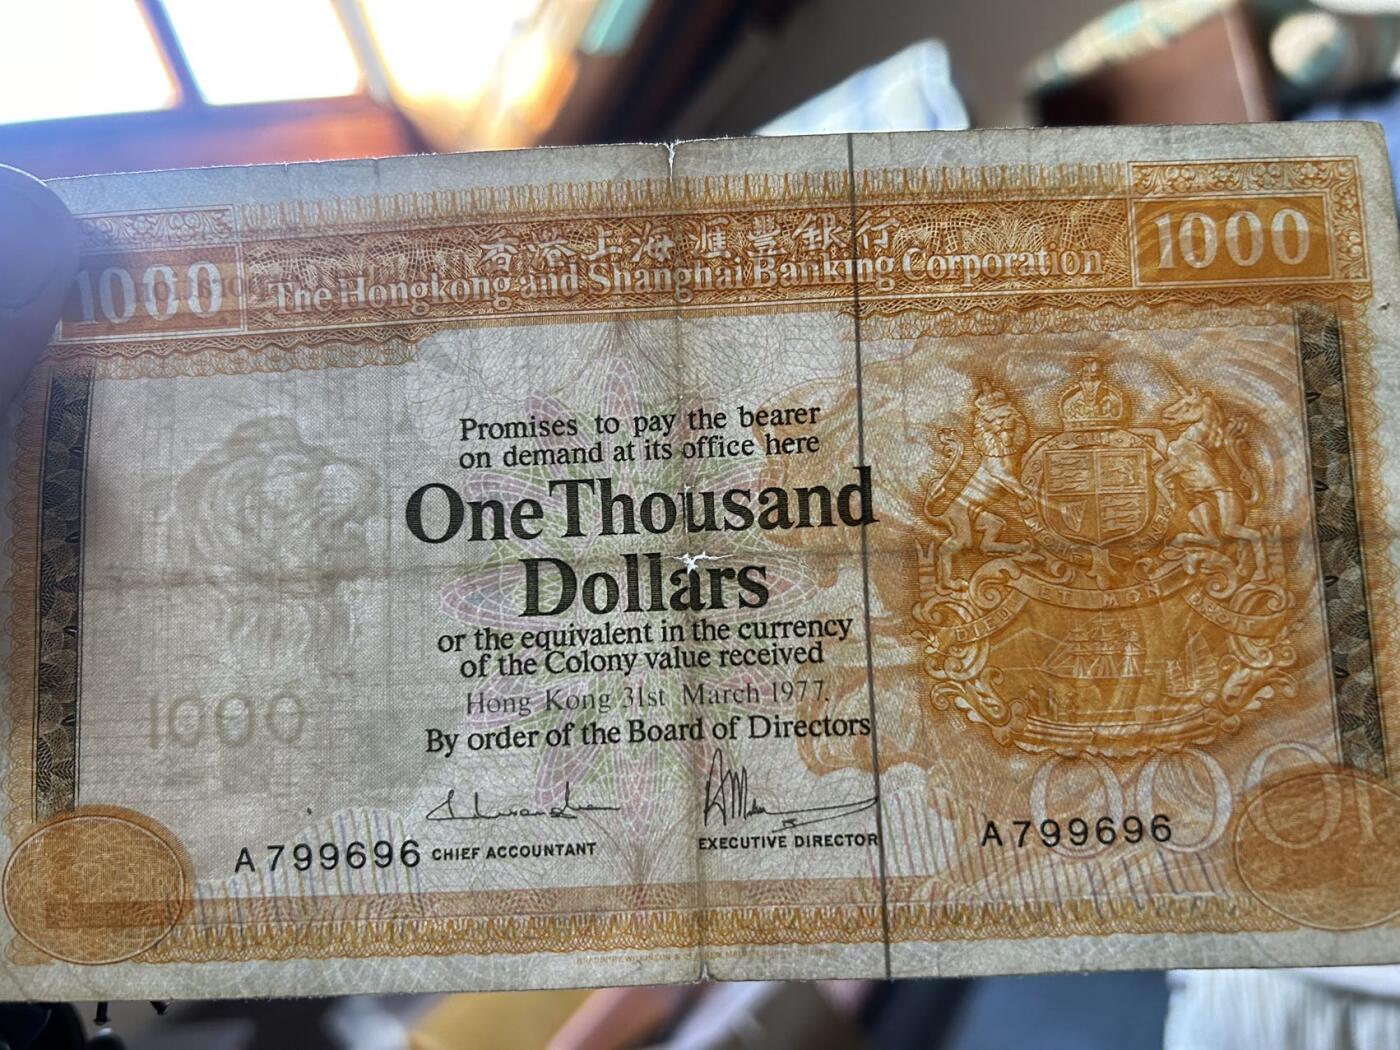 香港上海滙豐銀行
1000 The Hongkong and Shanghai Banking Corporation 1000
Promises to pay the bearer
on demand at its office here
One Thousand
Dollars
or the equivalent in the currency
of the Colony value received
Hong Kong 31st March 1977.
By order of the Board of Directors
1000
A799696 CHIEF ACCOUNTANT EXECUTIVE DIRECTOR A799696
DIEU ET MON DROIT